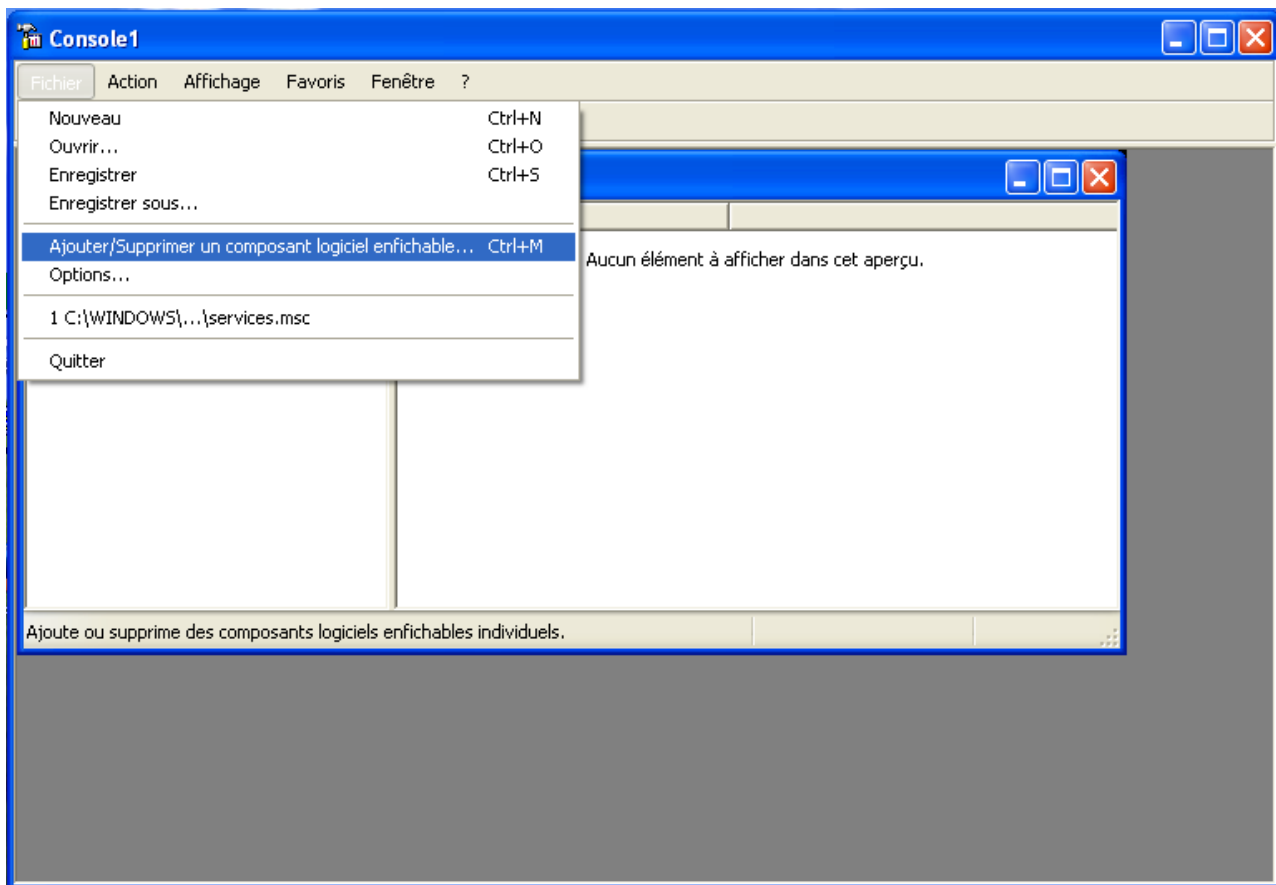 Console1
Fichier Action Affichage Favoris Fenêtre ?
Nouveau Ctrl+N
Ouvrir... Ctrl+O
Enregistrer Ctrl+S
Enregistrer sous...
Ajouter/Supprimer un composant logiciel enfichable... Ctrl+M
Options...
1 C:\WINDOWS\...\services.msc
Quitter
Aucun élément à afficher dans cet aperçu.
Ajoute ou supprime des composants logiciels enfichables individuels.